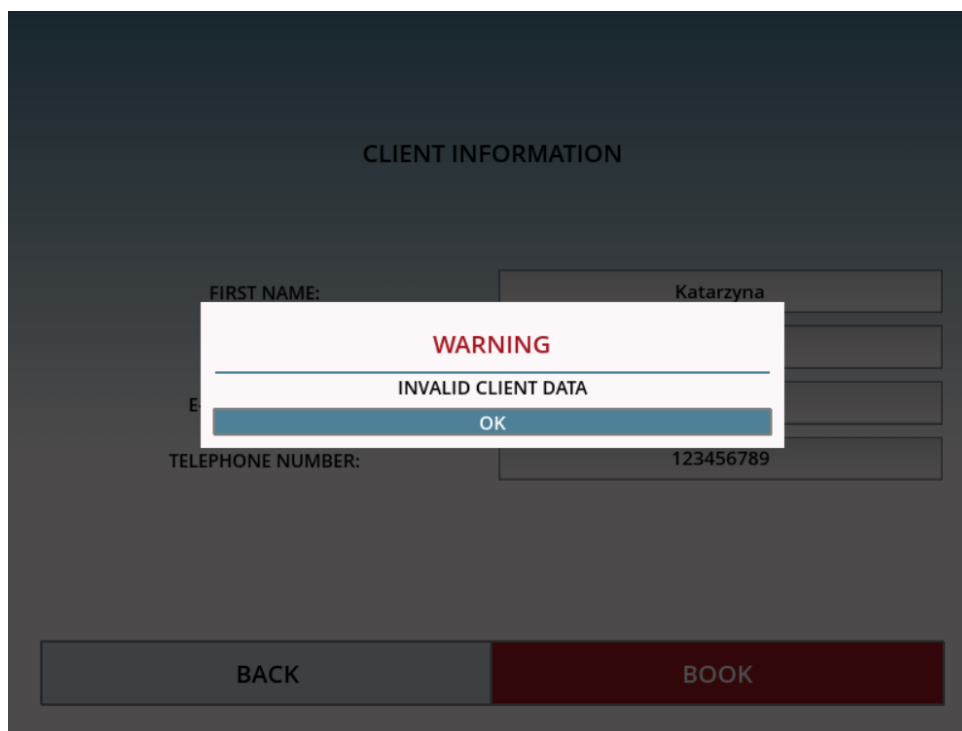 CLIENT INFORMATION
FIRST NAME: Katarzyna
WARNING
INVALID CLIENT DATA
E-
OK
TELEPHONE NUMBER: 123456789
BACK BOOK